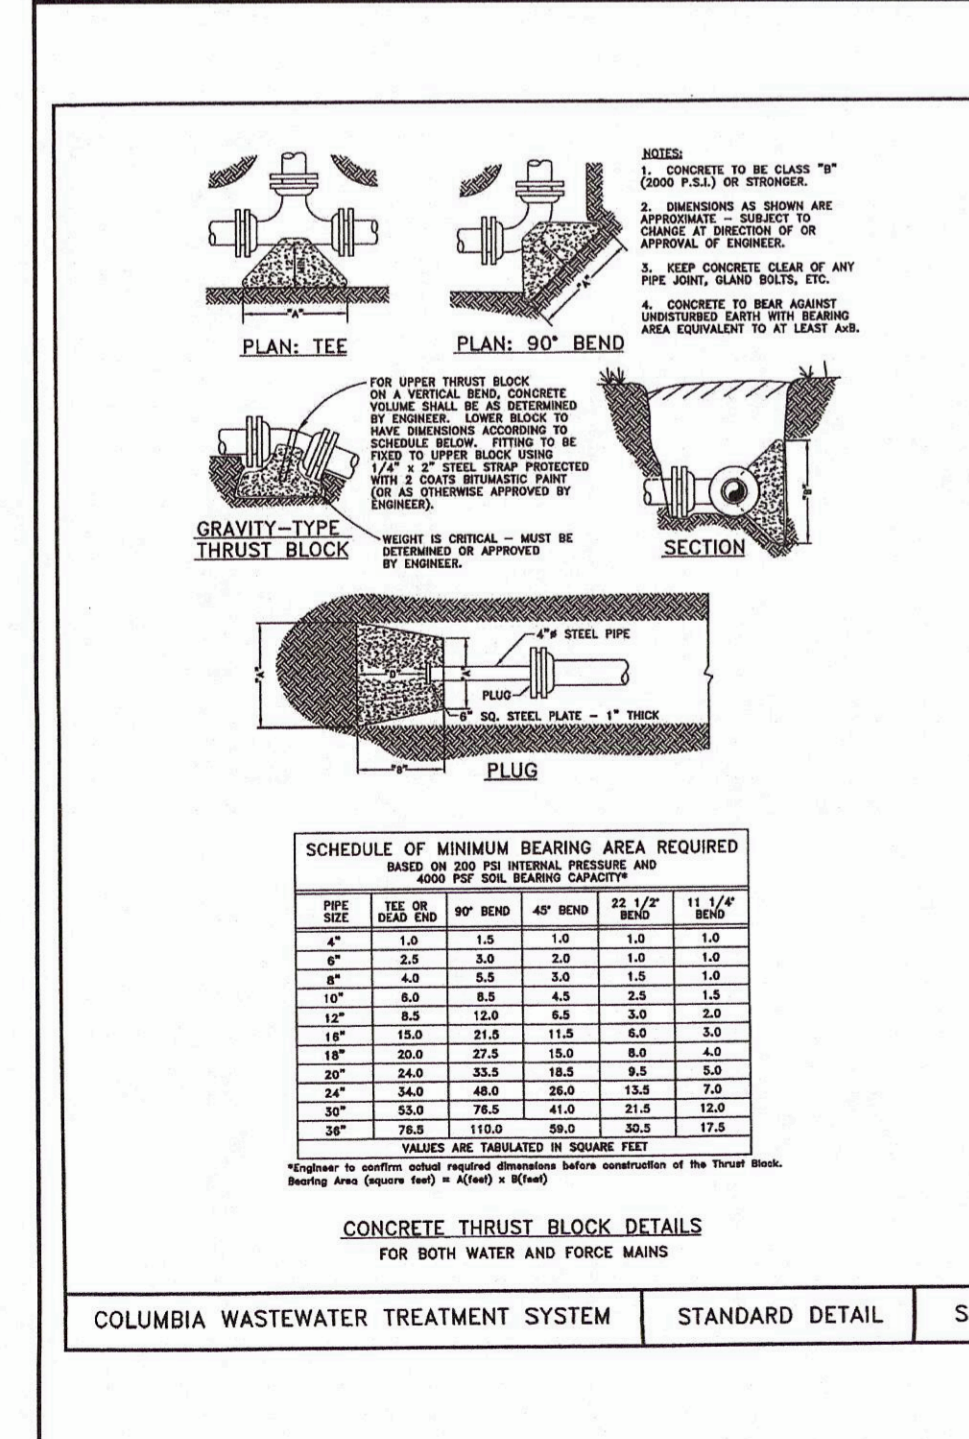 NOTES:
1. CONCRETE TO BE CLASS "B"
(2000 P.S.I.) OR STRONGER.
2. DIMENSIONS AS SHOWN ARE
APPROXIMATE – SUBJECT TO
CHANGE AT DIRECTION OF OR
APPROVAL OF ENGINEER.
3. KEEP CONCRETE CLEAR OF ANY
PIPE JOINT, GLAND BOLTS, ETC.
4. CONCRETE TO BEAR AGAINST
UNDISTURBED EARTH WITH BEARING
AREA EQUIVALENT TO AT LEAST AxB.
"A"
PLAN: TEE
"A"
PLAN: 90° BEND
FOR UPPER THRUST BLOCK
ON A VERTICAL BEND, CONCRETE
VOLUME SHALL BE AS DETERMINED
BY ENGINEER. LOWER BLOCK TO
HAVE DIMENSIONS ACCORDING TO
SCHEDULE BELOW. FITTING TO BE
FIXED TO UPPER BLOCK USING
1/4" x 2" STEEL STRAP PROTECTED
WITH 2 COATS BITUMASTIC PAINT
(OR AS OTHERWISE APPROVED BY
ENGINEER).
GRAVITY–TYPE
THRUST BLOCK
WEIGHT IS CRITICAL – MUST BE
DETERMINED OR APPROVED
BY ENGINEER.
"B"
SECTION
4"ø STEEL PIPE
"A"
"D"
"A"
PLUG
6" SQ. STEEL PLATE – 1" THICK
"B"
PLUG
SCHEDULE OF MINIMUM BEARING AREA REQUIRED
BASED ON 200 PSI INTERNAL PRESSURE AND
4000 PSF SOIL BEARING CAPACITY*
PIPE SIZE TEE OR DEAD END 90° BEND 45° BEND 22 1/2° BEND 11 1/4° BEND
4" 1.0 1.5 1.0 1.0 1.0
6" 2.5 3.0 2.0 1.0 1.0
8" 4.0 5.5 3.0 1.5 1.0
10" 6.0 8.5 4.5 2.5 1.5
12" 8.5 12.0 6.5 3.0 2.0
16" 15.0 21.5 11.5 6.0 3.0
18" 20.0 27.5 15.0 8.0 4.0
20" 24.0 33.5 18.5 9.5 5.0
24" 34.0 48.0 26.0 13.5 7.0
30" 53.0 76.5 41.0 21.5 12.0
36" 76.5 110.0 59.0 30.5 17.5
VALUES ARE TABULATED IN SQUARE FEET
*Engineer to confirm actual required dimensions before construction of the Thrust Block.
Bearing Area (square feet) = A(feet) x B(feet)
CONCRETE THRUST BLOCK DETAILS
FOR BOTH WATER AND FORCE MAINS
COLUMBIA WASTEWATER TREATMENT SYSTEM
STANDARD DETAIL
S